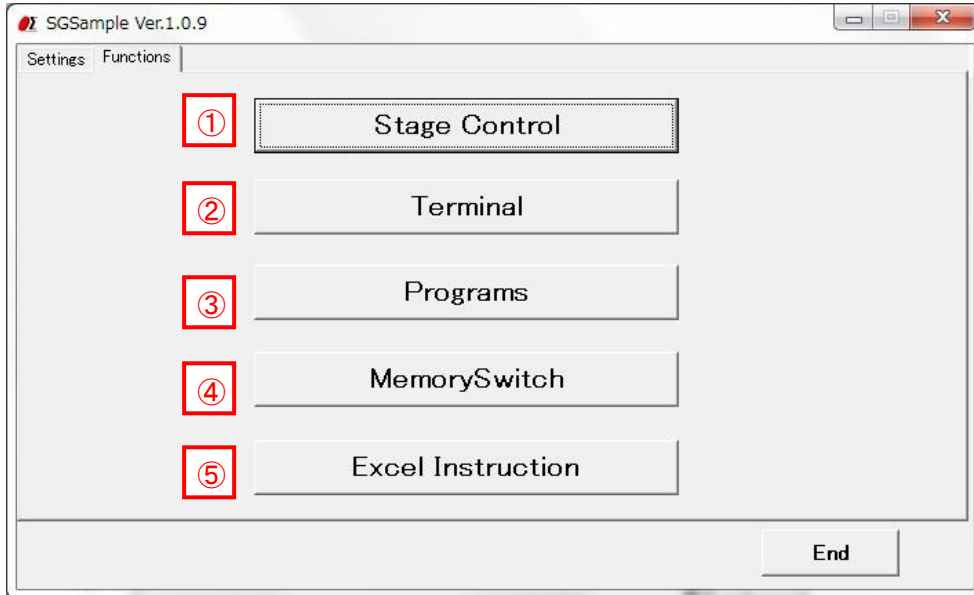 SGSample Ver.1.0.9
Settings Functions
① Stage Control
② Terminal
③ Programs
④ MemorySwitch
⑤ Excel Instruction
End